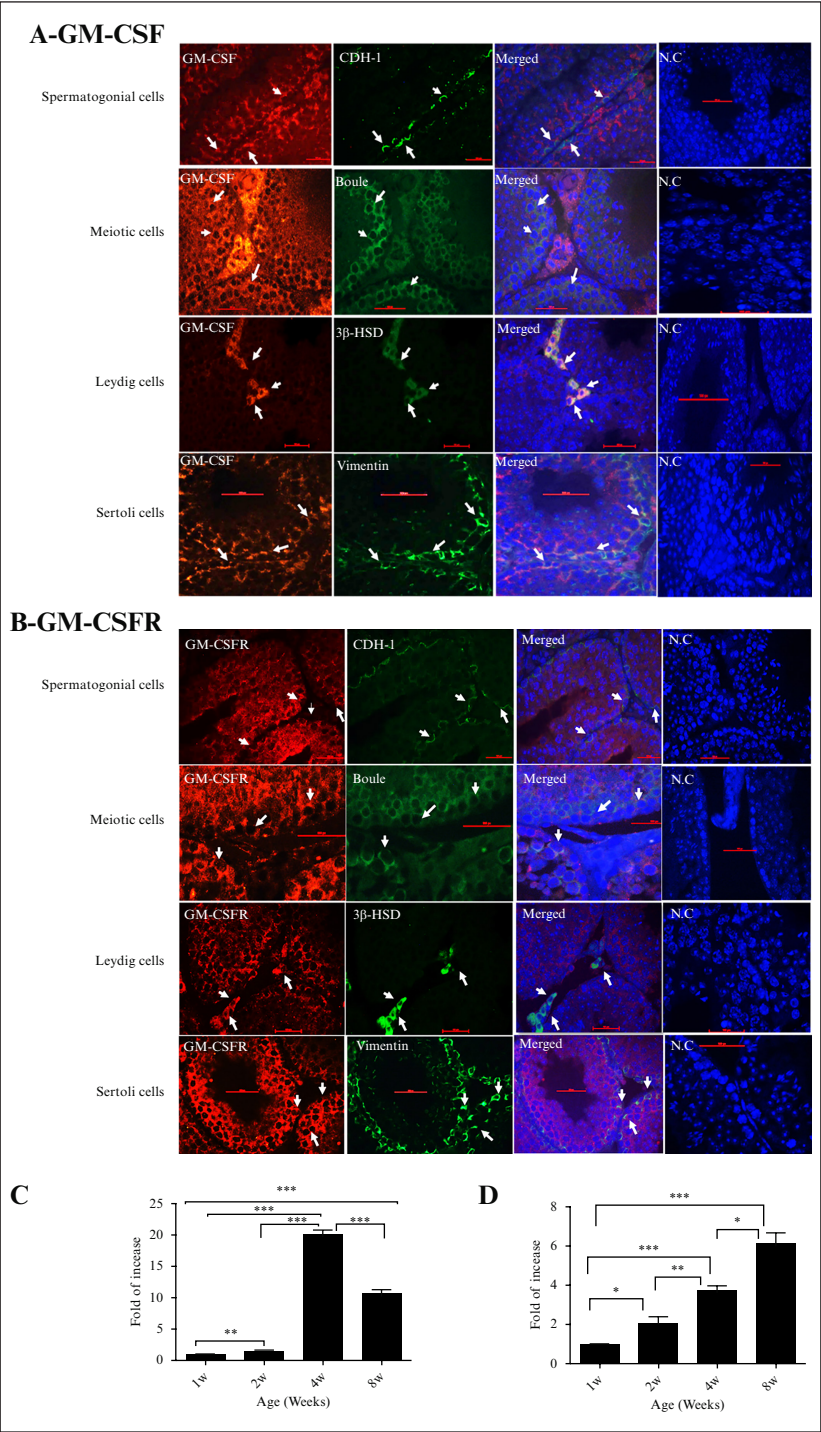 A-GM-CSF
GM-CSF CDH-1 Merged N.C
Spermatogonial cells
GM-CSF Boule Merged N.C
Meiotic cells
GM-CSF 3β-HSD Merged N.C
Leydig cells
GM-CSF Vimentin Merged N.C
Sertoli cells
B-GM-CSFR
GM-CSFR CDH-1 Merged N.C
Spermatogonial cells
GM-CSFR Boule Merged N.C
Meiotic cells
GM-CSFR 3β-HSD Merged N.C
Leydig cells
GM-CSFR Vimentin Merged N.C
Sertoli cells
C
Fold of incease
25
20
15
10
5
0
***
***
*** ***
**
1w 2w 4w 8w
Age (Weeks)
D
Fold of incease
8
6
4
2
0
***
*
***
**
*
1w 2w 4w 8w
Age (Weeks)